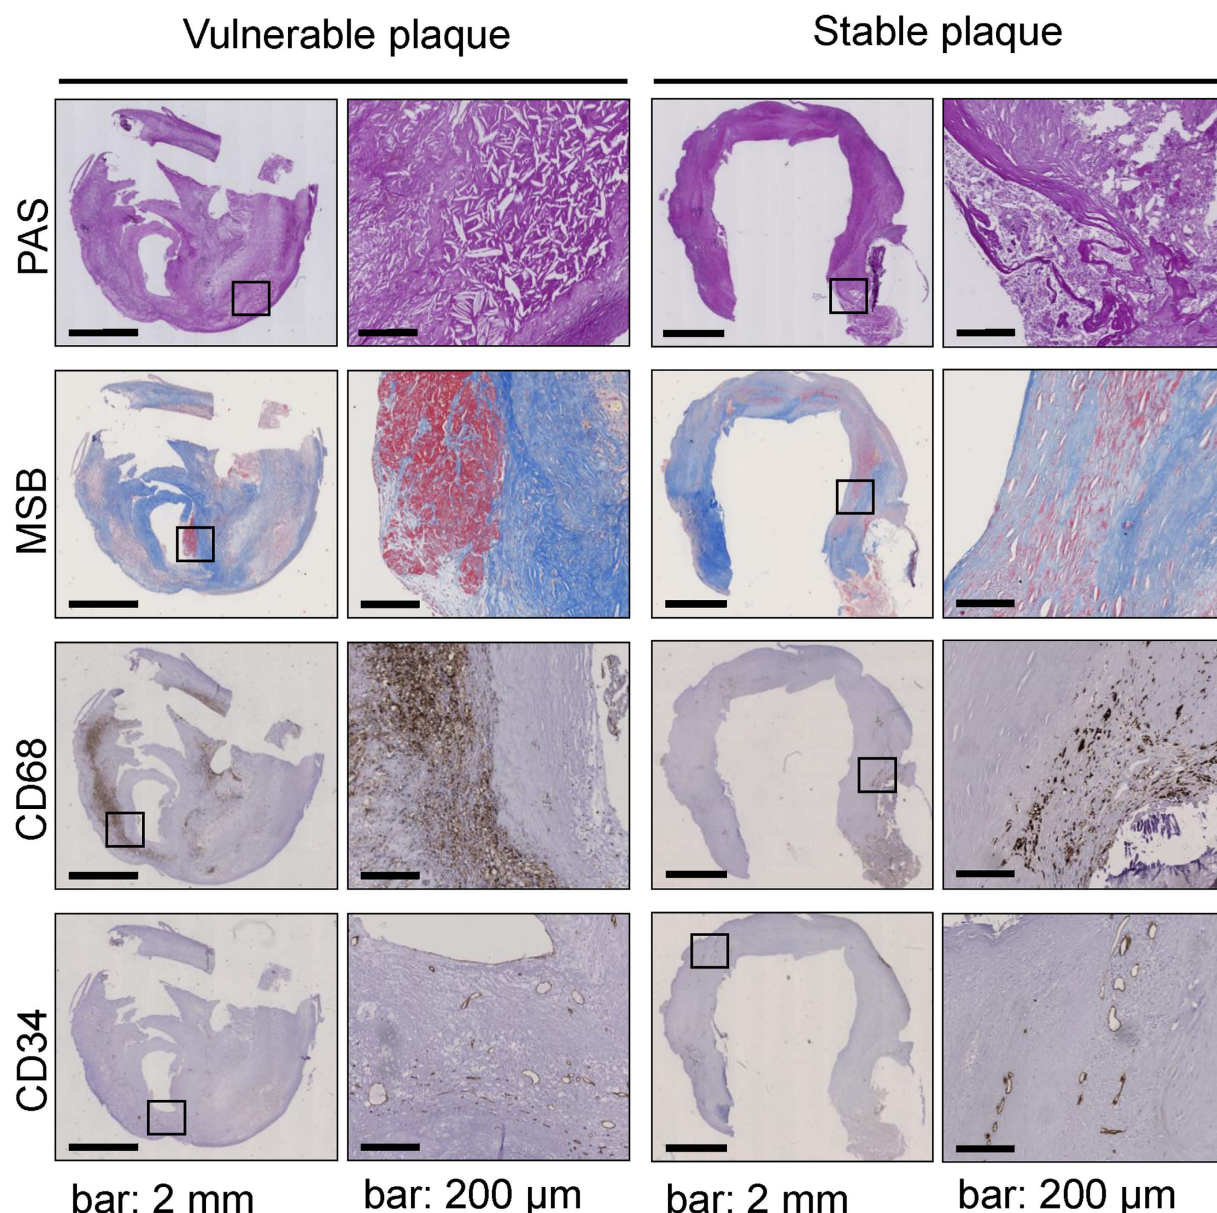 Vulnerable plaque
Stable plaque
PAS
MSB
CD68
CD34
bar: 2 mm
bar: 200 µm
bar: 2 mm
bar: 200 µm